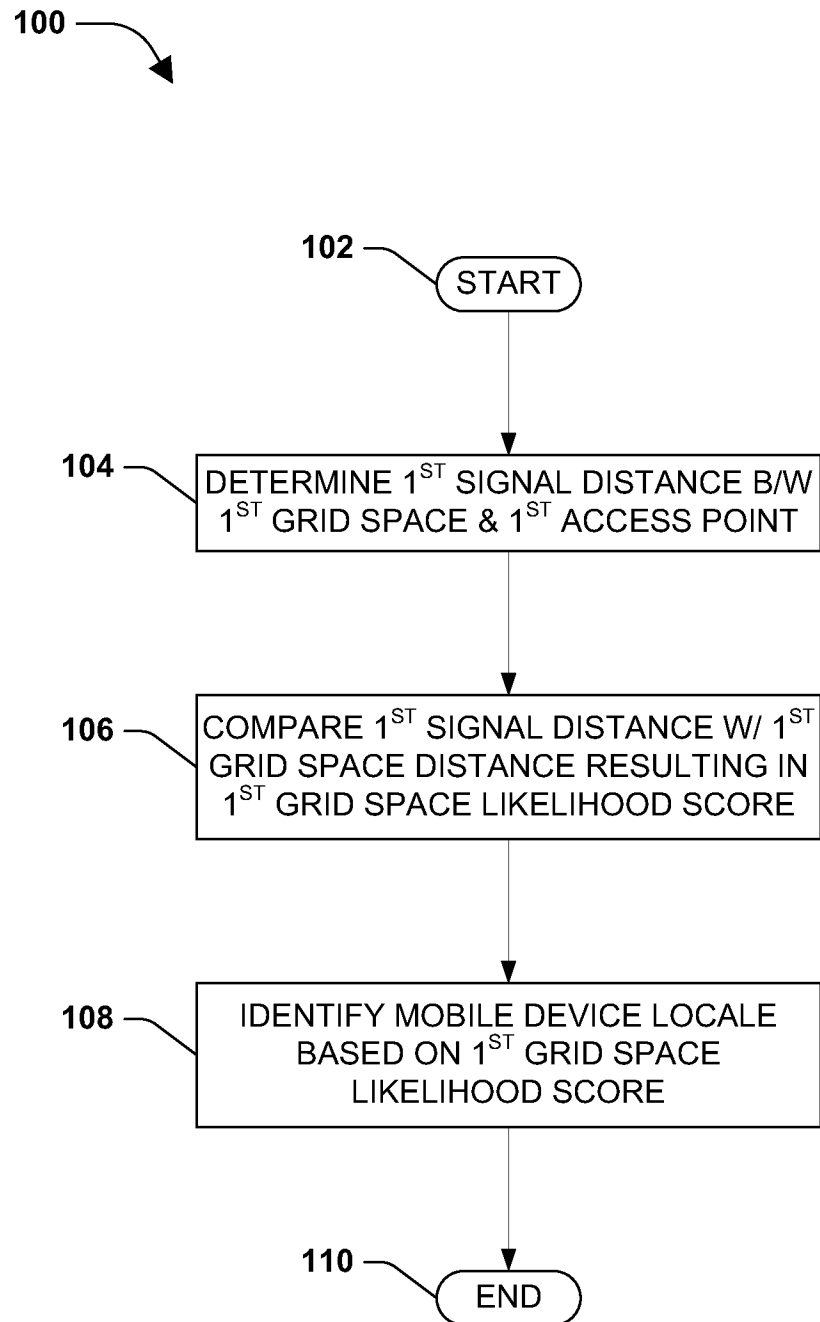 100
102
START
104
DETERMINE 1ST SIGNAL DISTANCE B/W
1ST GRID SPACE & 1ST ACCESS POINT
106
COMPARE 1ST SIGNAL DISTANCE W/ 1ST
GRID SPACE DISTANCE RESULTING IN
1ST GRID SPACE LIKELIHOOD SCORE
108
IDENTIFY MOBILE DEVICE LOCALE
BASED ON 1ST GRID SPACE
LIKELIHOOD SCORE
110
END